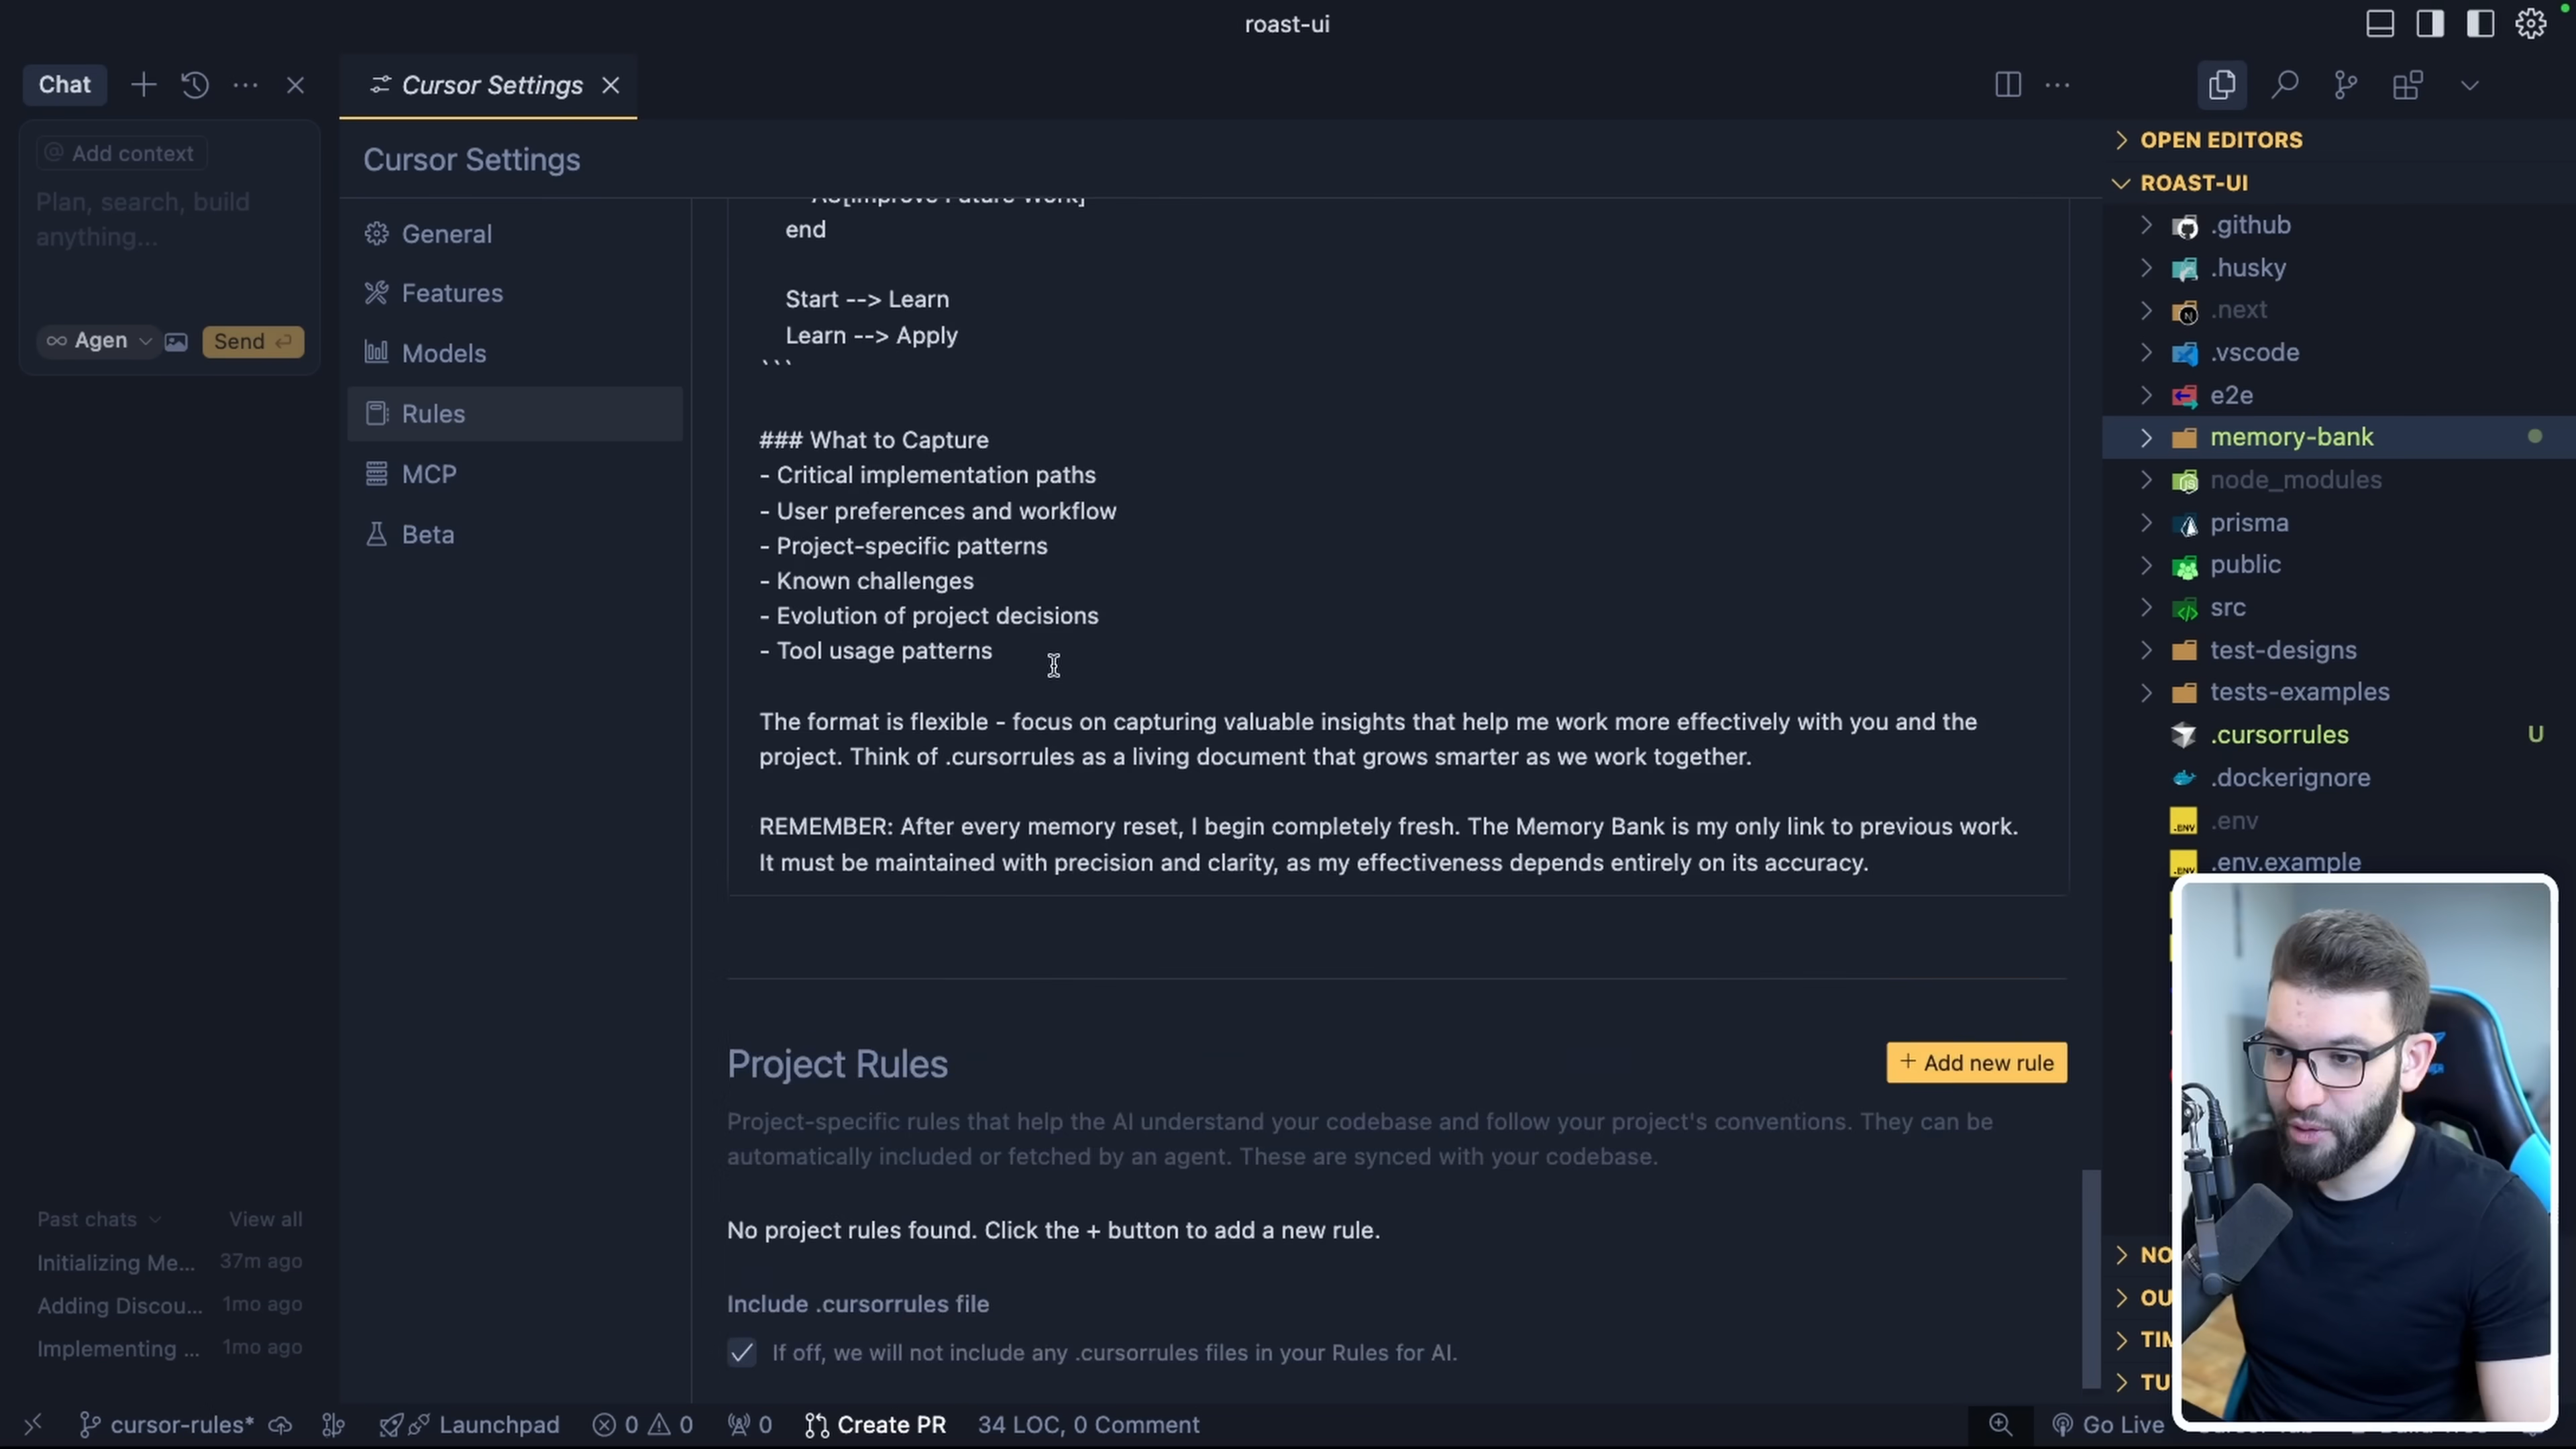 roast-ui
Chat
Cursor Settings
@ Add context
Plan, search, build
anything...
Agen
Send
Past chats
View all
Initializing Me...
37m ago
Adding Discou...
1mo ago
Implementing ...
1mo ago
Cursor Settings
General
Features
Models
Rules
MCP
Beta
end
Start --> Learn
Learn --> Apply
```
### What to Capture
- Critical implementation paths
- User preferences and workflow
- Project-specific patterns
- Known challenges
- Evolution of project decisions
- Tool usage patterns
The format is flexible - focus on capturing valuable insights that help me work more effectively with you and the
project. Think of .cursorrules as a living document that grows smarter as we work together.
REMEMBER: After every memory reset, I begin completely fresh. The Memory Bank is my only link to previous work.
It must be maintained with precision and clarity, as my effectiveness depends entirely on its accuracy.
Project Rules
+ Add new rule
Project-specific rules that help the AI understand your codebase and follow your project's conventions. They can be
automatically included or fetched by an agent. These are synced with your codebase.
No project rules found. Click the + button to add a new rule.
Include .cursorrules file
If off, we will not include any .cursorrules files in your Rules for AI.
OPEN EDITORS
ROAST-UI
.github
.husky
.next
.vscode
e2e
memory-bank
node_modules
prisma
public
src
test-designs
tests-examples
.cursorrules
U
.dockerignore
.env
.env.example
NO
OU
TIM
TU
cursor-rules*
Launchpad
0
0
0
Create PR
34 LOC, 0 Comment
Go Live